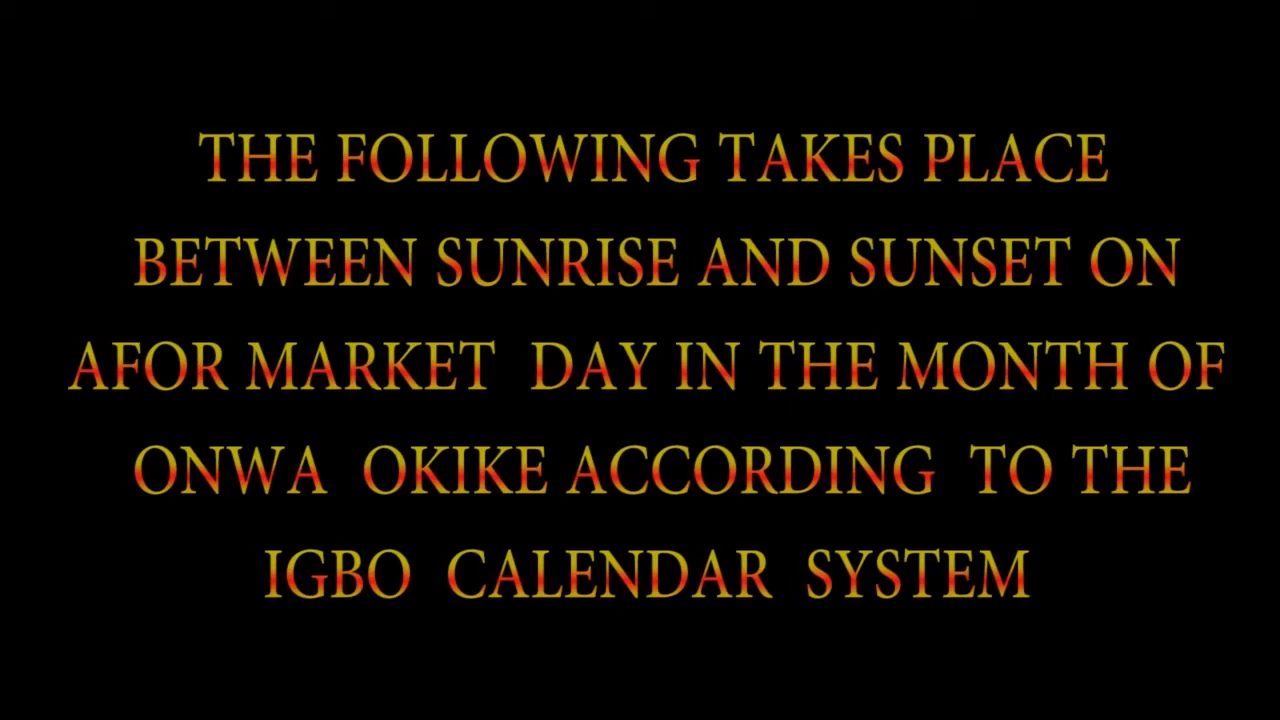 THE FOLLOWING TAKES PLACE
BETWEEN SUNRISE AND SUNSET ON
AFOR MARKET DAY IN THE MONTH OF
ONWA OKIKE ACCORDING TO THE
IGBO CALENDAR SYSTEM